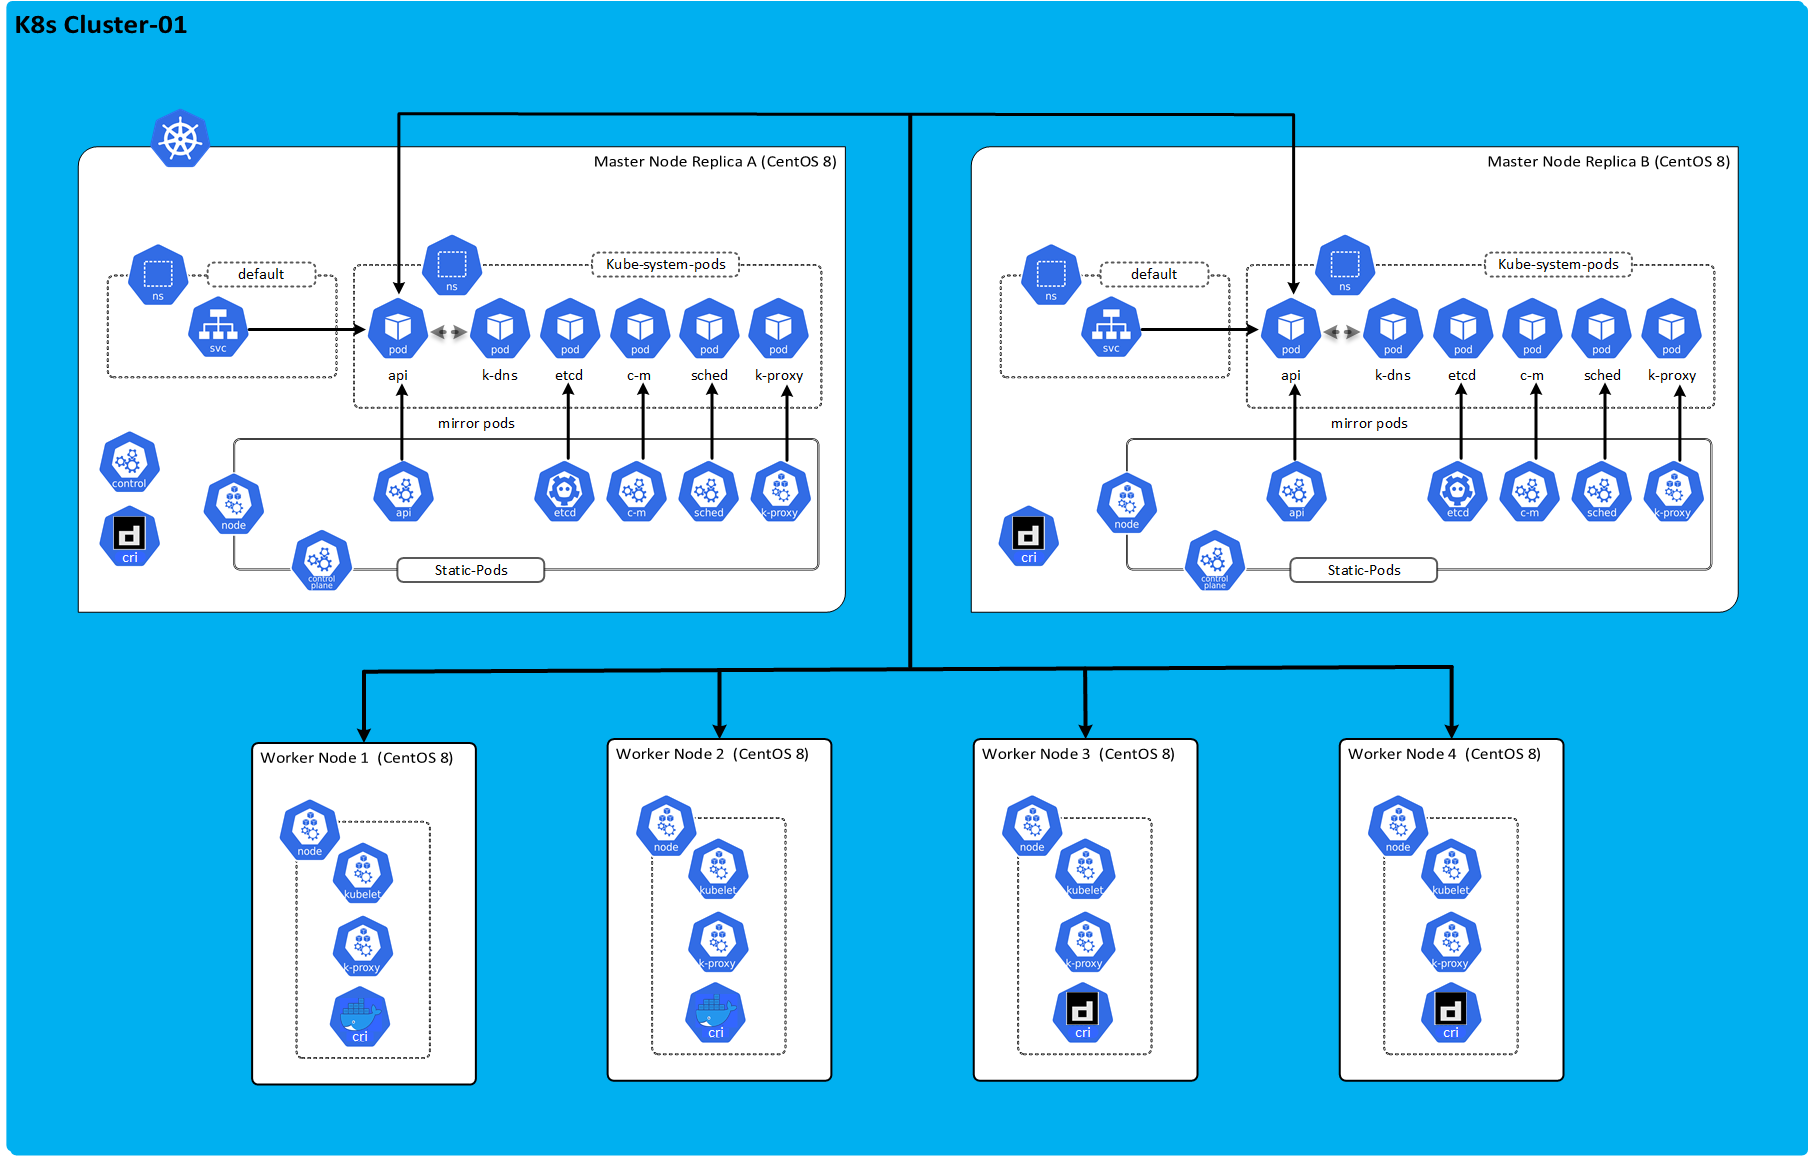 K8s Cluster-01
Master Node Replica A (CentOS 8)
ns
default
svc
ns
Kube-system-pods
pod
pod
pod
pod
pod
pod
api
k-dns
etcd
c-m
sched
k-proxy
mirror pods
control
cri
node
api
etcd
c-m
sched
k-proxy
control
plane
Static-Pods
Master Node Replica B (CentOS 8)
ns
default
svc
ns
Kube-system-pods
pod
pod
pod
pod
pod
pod
api
k-dns
etcd
c-m
sched
k-proxy
mirror pods
cri
node
api
etcd
c-m
sched
k-proxy
control
plane
Static-Pods
Worker Node 1  (CentOS 8)
node
kubelet
k-proxy
cri
Worker Node 2  (CentOS 8)
node
kubelet
k-proxy
cri
Worker Node 3  (CentOS 8)
node
kubelet
k-proxy
cri
Worker Node 4  (CentOS 8)
node
kubelet
k-proxy
cri